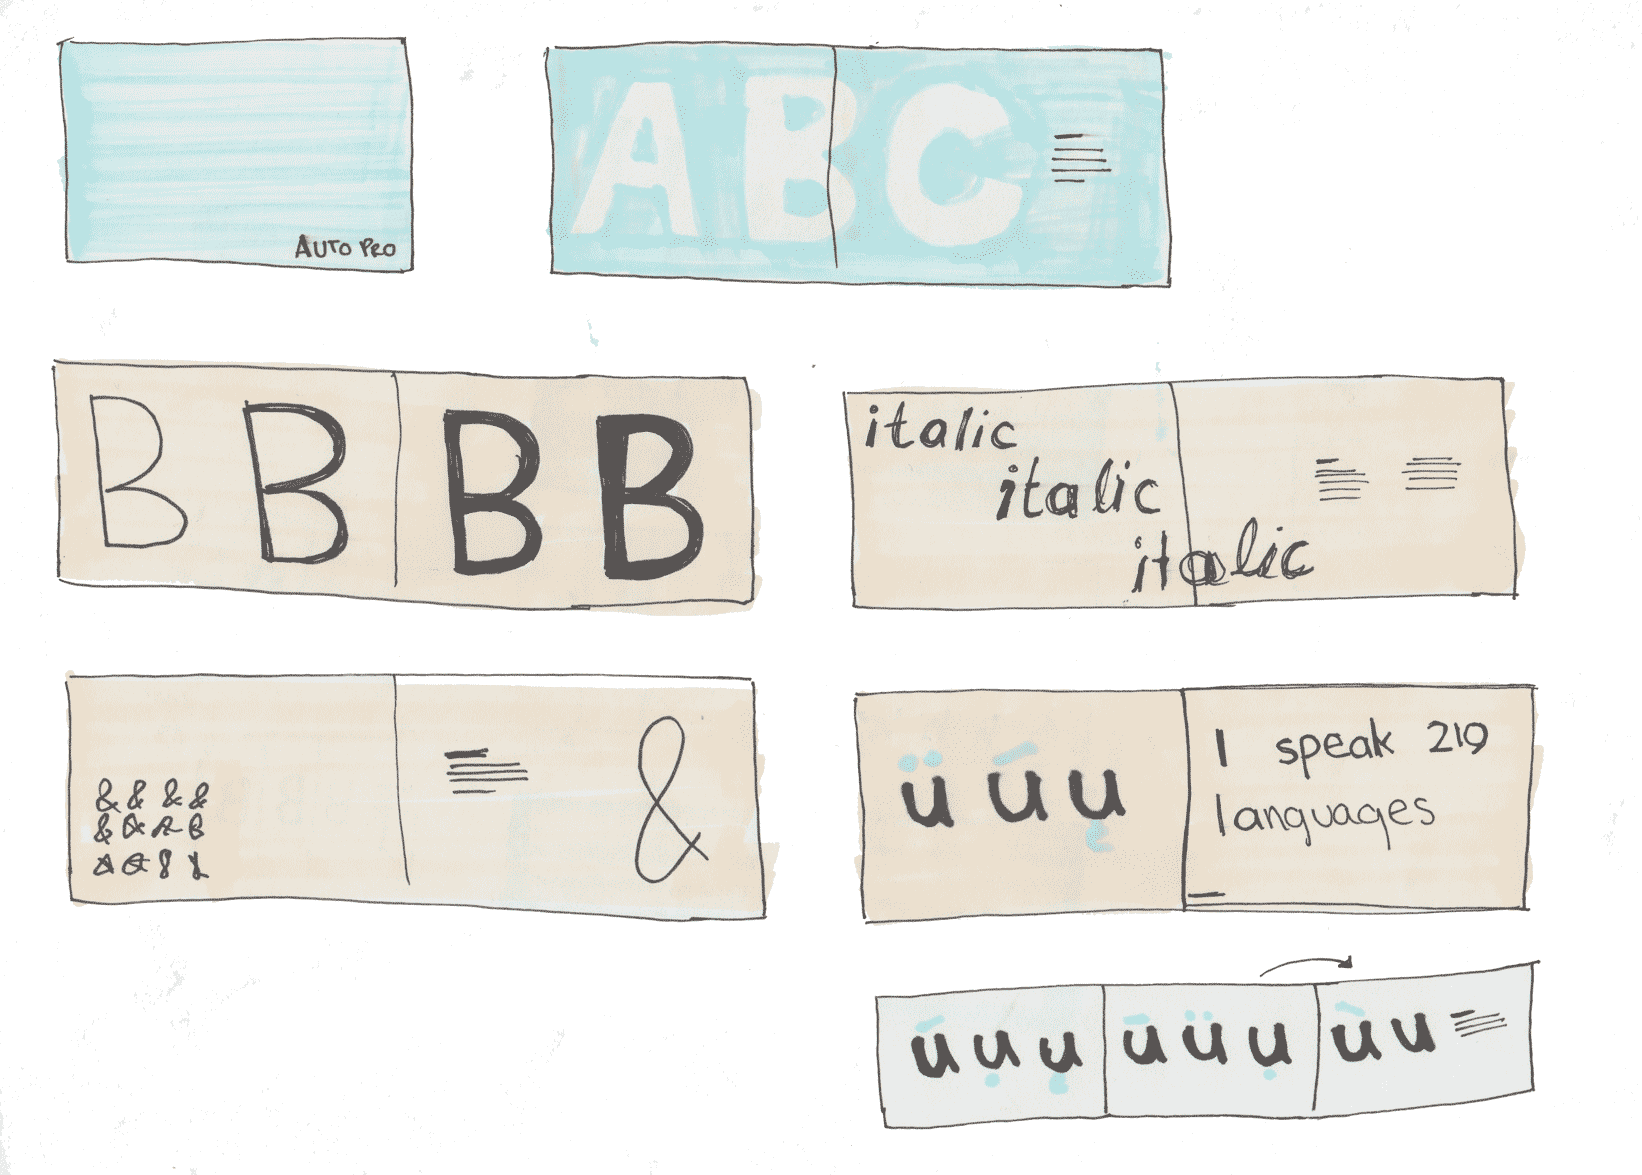 AUTO PRO
ABC
B B B B
italic
italic
italic
& & & &
& & & &
& & & &
&
ü ú ų
I speak 219
languages
ú ụ ų
ū ü ụ
ù u